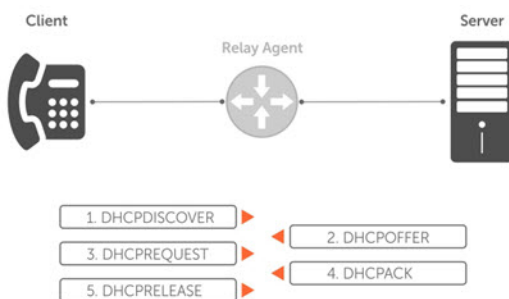 Client
Server
Relay Agent
1. DHCPDISCOVER
2. DHCPOFFER
3. DHCPREQUEST
4. DHCPACK
5. DHCPRELEASE